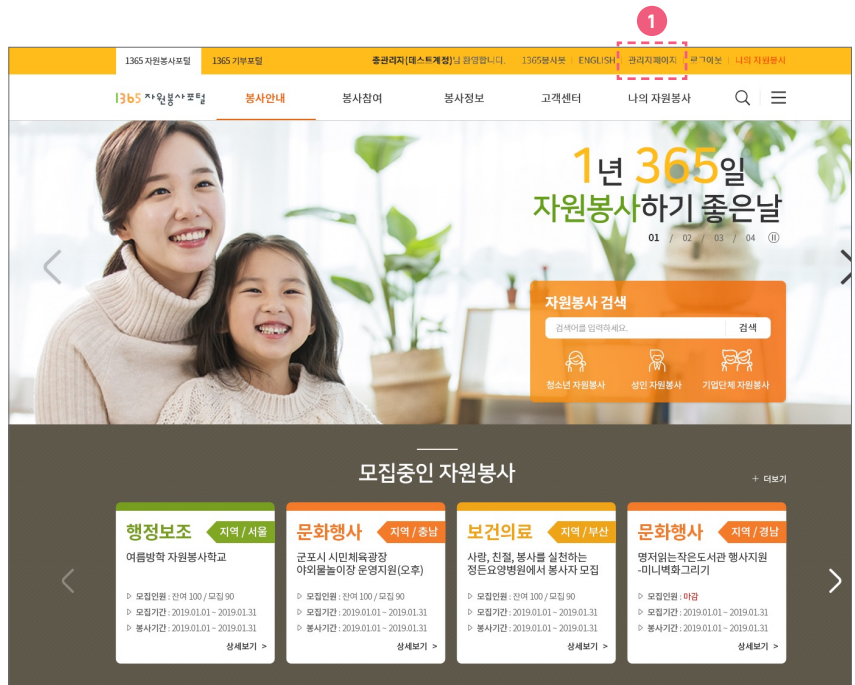 1
1365 자원봉사포털 1365 기부포털 총관리자(테스트계정)님 환영합니다. 1365봉사봇 ENGLISH 관리자페이지 로그아웃 나의 자원봉사
1365 자원봉사포털 봉사안내 봉사참여 봉사정보 고객센터 나의 자원봉사
1년 365일
자원봉사하기 좋은날
01 / 02 / 03 / 04
자원봉사 검색
검색어를 입력하세요. 검색
청소년 자원봉사 성인 자원봉사 기업단체 자원봉사
모집중인 자원봉사
+ 더보기
행정보조 지역 / 서울
여름방학 자원봉사학교
▷ 모집인원 : 잔여 100 / 모집 90
▷ 모집기간 : 2019.01.01 ~ 2019.01.31
▷ 봉사기간 : 2019.01.01 ~ 2019.01.31
상세보기 >
문화행사 지역 / 충남
군포시 시민체육광장
야외물놀이장 운영지원(오후)
▷ 모집인원 : 잔여 100 / 모집 90
▷ 모집기간 : 2019.01.01 ~ 2019.01.31
▷ 봉사기간 : 2019.01.01 ~ 2019.01.31
상세보기 >
보건의료 지역 / 부산
사람, 친절, 봉사를 실천하는
정든요양병원에서 봉사자 모집
▷ 모집인원 : 잔여 100 / 모집 90
▷ 모집기간 : 2019.01.01 ~ 2019.01.31
▷ 봉사기간 : 2019.01.01 ~ 2019.01.31
상세보기 >
문화행사 지역 / 경남
명저읽는작은도서관 행사지원
-미니벽화그리기
▷ 모집인원 : 마감
▷ 모집기간 : 2019.01.01 ~ 2019.01.31
▷ 봉사기간 : 2019.01.01 ~ 2019.01.31
상세보기 >